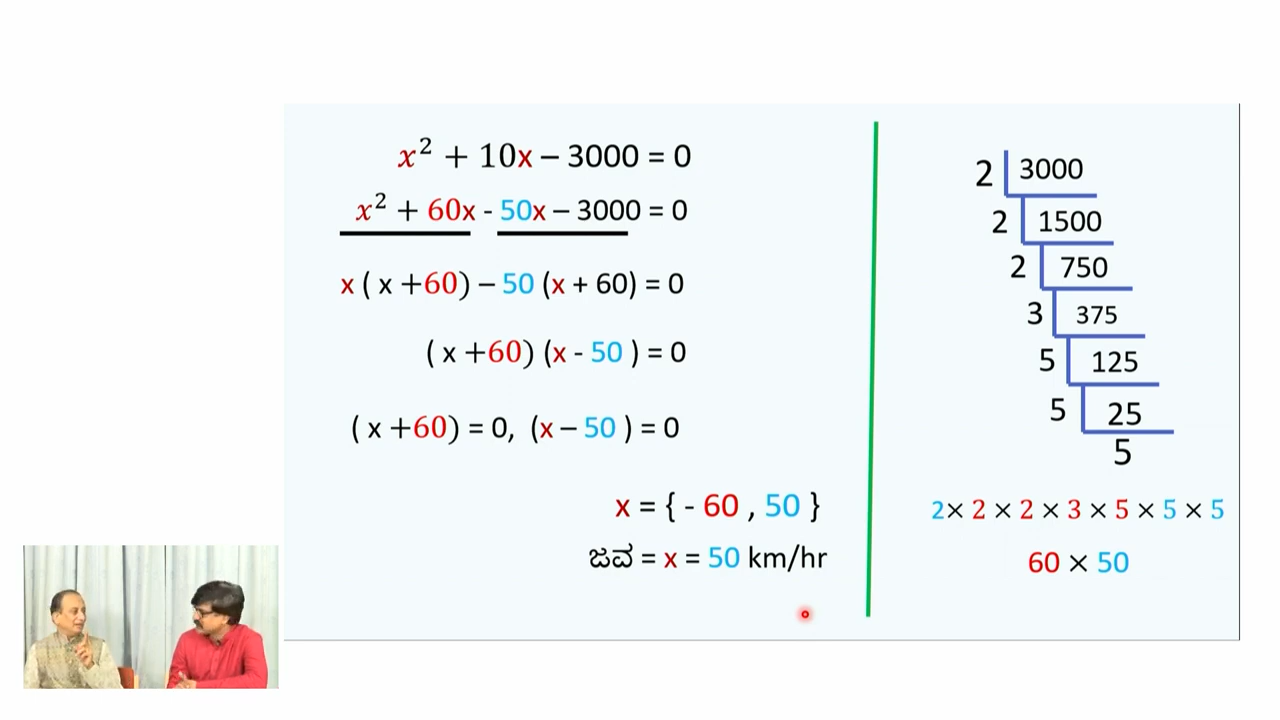 x² + 10x – 3000 = 0
x² + 60x - 50x – 3000 = 0
x ( x +60) – 50 (x + 60) = 0
( x +60) (x - 50 ) = 0
( x +60) = 0, (x – 50 ) = 0
x = { - 60 , 50 }
ಜವ = x = 50 km/hr
2 3000
2 1500
2 750
3 375
5 125
5 25
5
2× 2 × 2 × 3 × 5 × 5 × 5
60 × 50